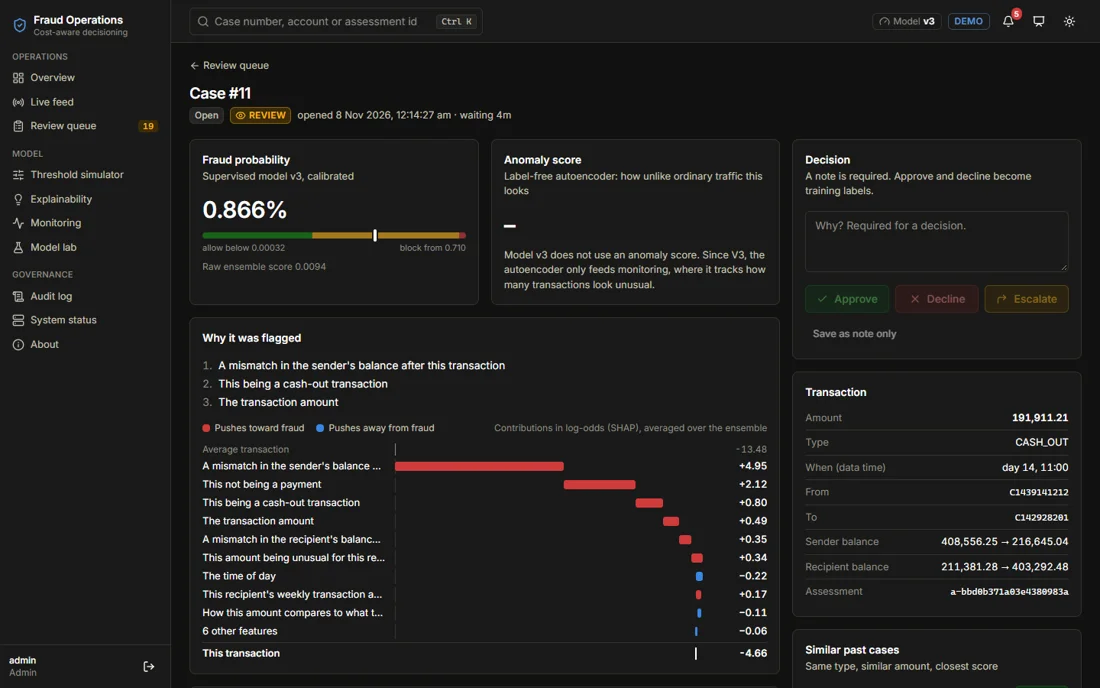 Fraud Operations
Cost-aware decisioning
OPERATIONS
Overview
Live feed
Review queue 19
MODEL
Threshold simulator
Explainability
Monitoring
Model lab
GOVERNANCE
Audit log
System status
About
admin
Admin
Case number, account or assessment id Ctrl K
Model v3 DEMO 5
← Review queue
Case #11
Open REVIEW opened 8 Nov 2026, 12:14:27 am · waiting 4m
Fraud probability
Supervised model v3, calibrated
0.866%
allow below 0.00032 block from 0.710
Raw ensemble score 0.0094
Anomaly score
Label-free autoencoder: how unlike ordinary traffic this
looks
–
Model v3 does not use an anomaly score. Since V3, the
autoencoder only feeds monitoring, where it tracks how
many transactions look unusual.
Why it was flagged
1. A mismatch in the sender's balance after this transaction
2. This being a cash-out transaction
3. The transaction amount
Pushes toward fraud Pushes away from fraud Contributions in log-odds (SHAP), averaged over the ensemble
Average transaction −13.48
A mismatch in the sender's balance ... +4.95
This not being a payment +2.12
This being a cash-out transaction +0.80
The transaction amount +0.49
A mismatch in the recipient's balanc... +0.35
This amount being unusual for this re... +0.34
The time of day −0.22
This recipient's weekly transaction a... +0.17
How this amount compares to what t... −0.11
6 other features −0.06
This transaction -4.66
Decision
A note is required. Approve and decline become
training labels.
Why? Required for a decision.
Approve Decline Escalate
Save as note only
Transaction
Amount 191,911.21
Type CASH_OUT
When (data time) day 14, 11:00
From C1439141212
To C142928201
Sender balance 408,556.25 → 216,645.04
Recipient balance 211,381.28 → 403,292.48
Assessment a-bbd0b371a03e4380983a
Similar past cases
Same type, similar amount, closest score